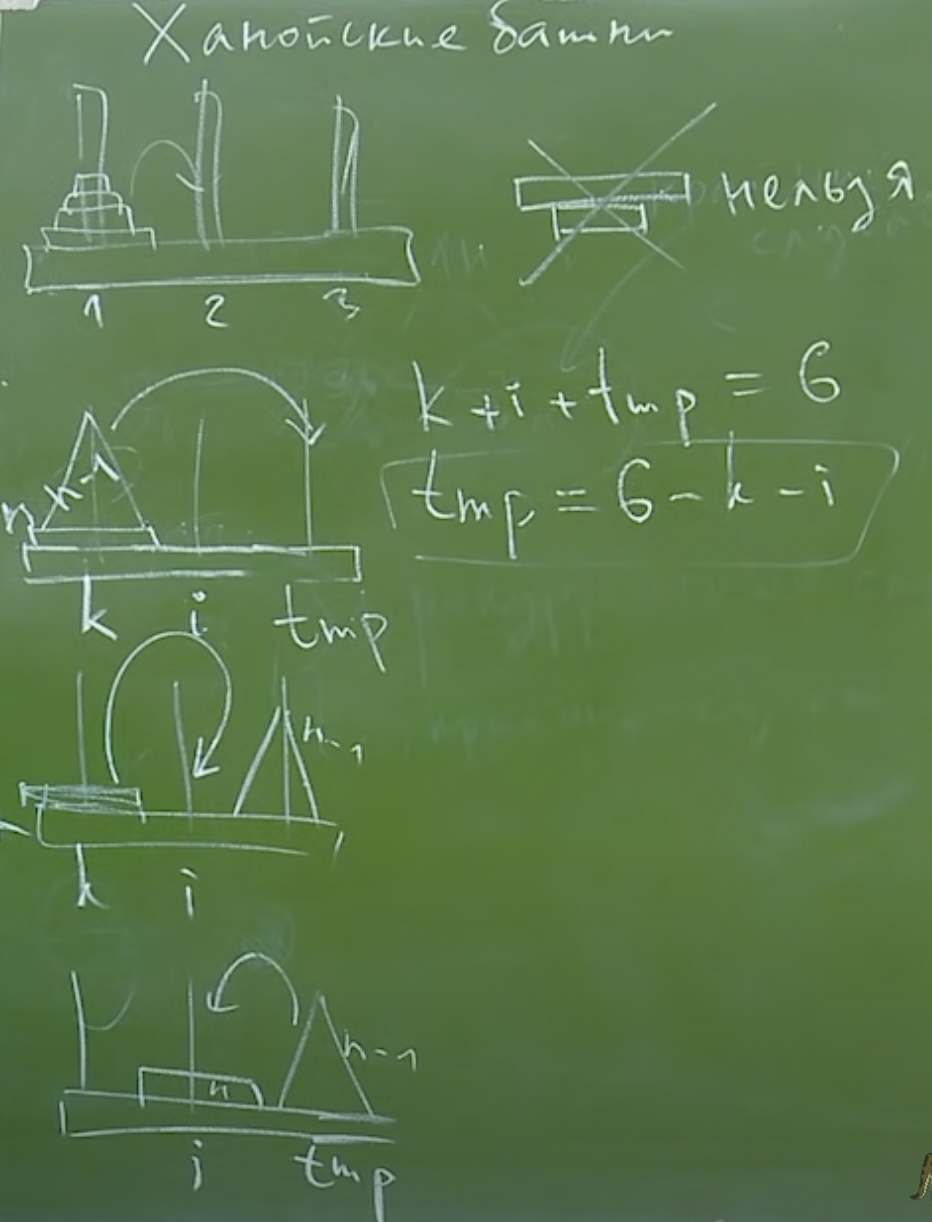 Ханойские башни
нельзя
1 2 3
k + i + tmp = 6
tmp = 6 - k - i
n n-1
k i tmp
n-1
k i
n n-1
i tmp